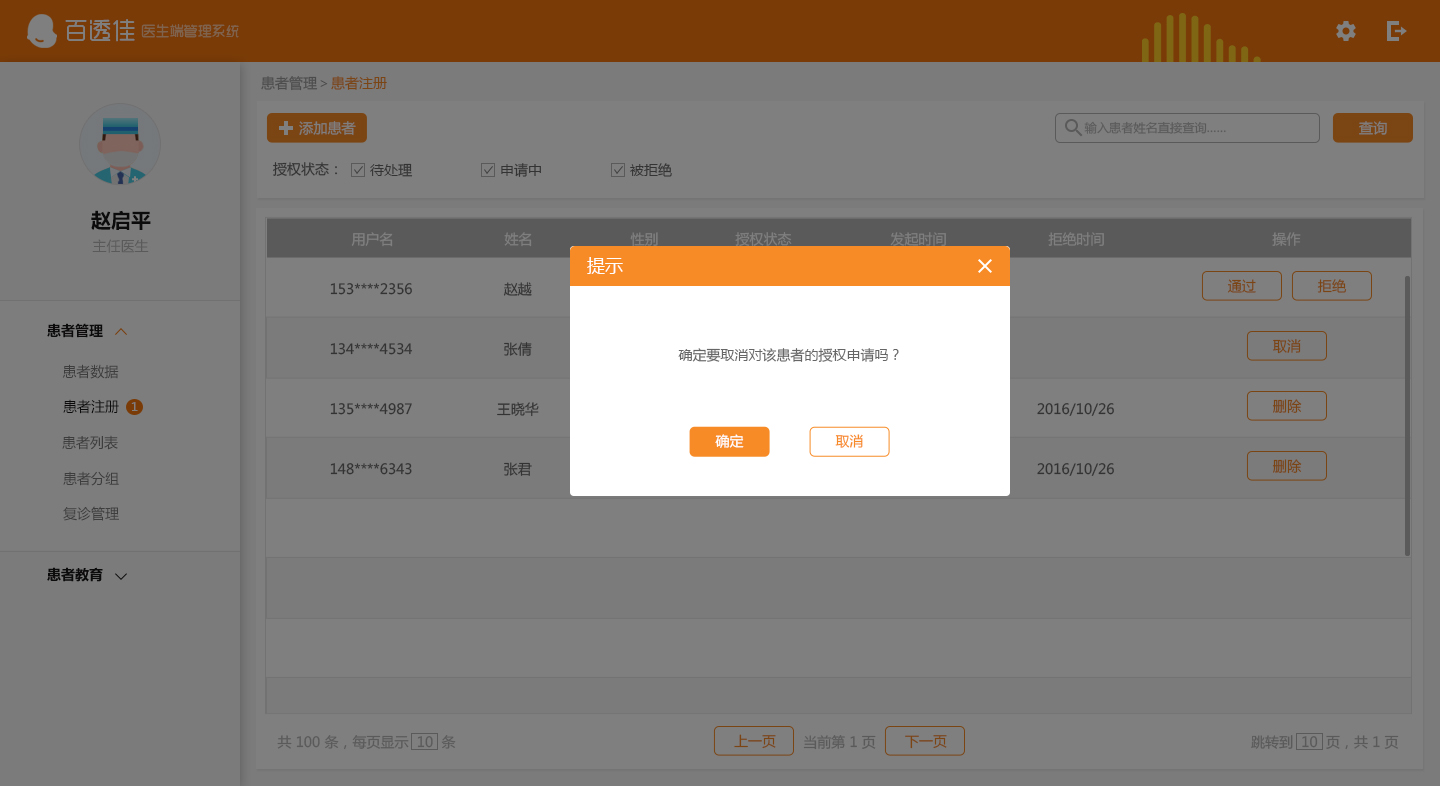 百透佳 医生端管理系统
患者管理 > 患者注册
添加患者
输入患者姓名直接查询......
查询
授权状态： 待处理 申请中 被拒绝
赵启平
主任医生
患者管理
患者数据
患者注册 1
患者列表
患者分组
复诊管理
患者教育
用户名 姓名 性别 授权状态 发起时间 拒绝时间 操作
153****2356 赵越 通过 拒绝
134****4534 张倩 取消
135****4987 王晓华 2016/10/26 删除
148****6343 张君 2016/10/26 删除
提示
确定要取消对该患者的授权申请吗？
确定 取消
共 100 条，每页显示 10 条
上一页 当前第 1 页 下一页
跳转到 10 页，共 1 页